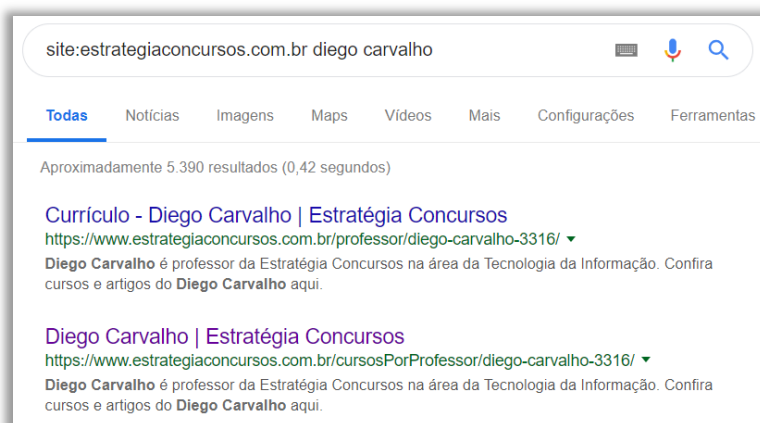 site:estrategiaconcursos.com.br diego carvalho
Todas Notícias Imagens Maps Vídeos Mais Configurações Ferramentas
Aproximadamente 5.390 resultados (0,42 segundos)
Currículo - Diego Carvalho | Estratégia Concursos
https://www.estrategiaconcursos.com.br/professor/diego-carvalho-3316/
Diego Carvalho é professor da Estratégia Concursos na área da Tecnologia da Informação. Confira
cursos e artigos do Diego Carvalho aqui.
Diego Carvalho | Estratégia Concursos
https://www.estrategiaconcursos.com.br/cursosPorProfessor/diego-carvalho-3316/
Diego Carvalho é professor da Estratégia Concursos na área da Tecnologia da Informação. Confira
cursos e artigos do Diego Carvalho aqui.